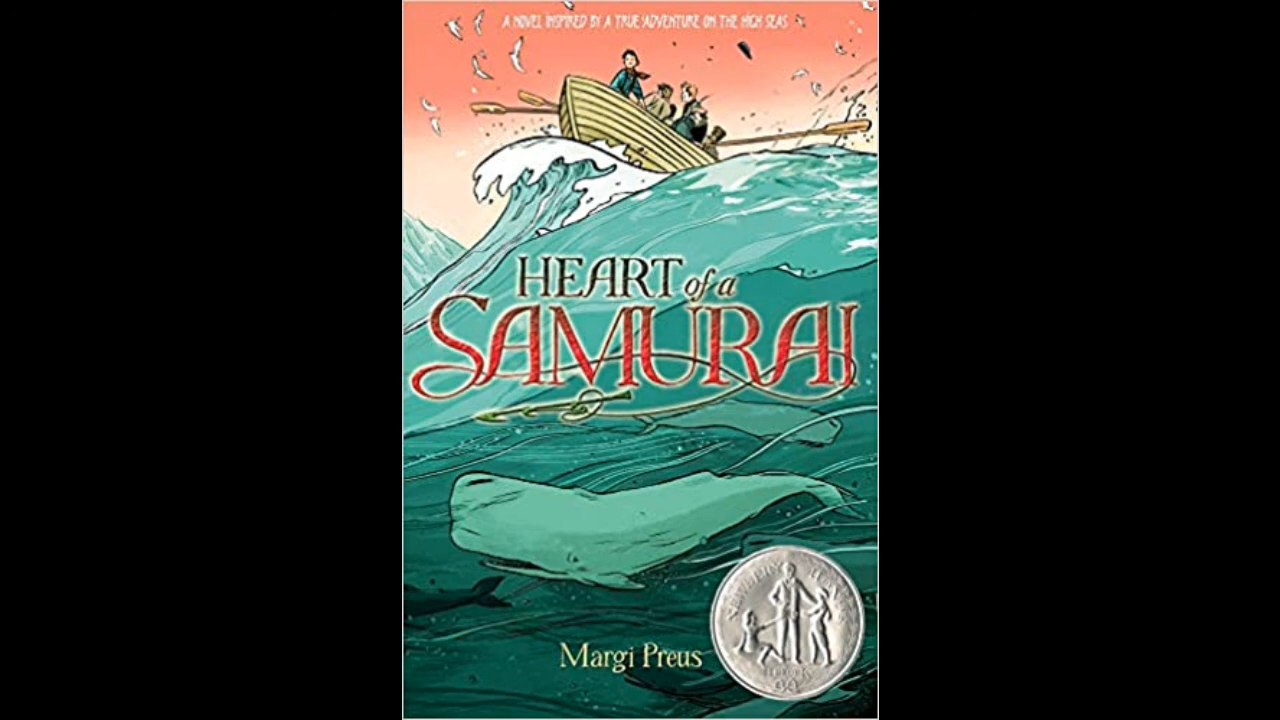 A NOVEL INSPIRED BY A TRUE ADVENTURE ON THE HIGH SEAS
HEART of a
SAMURAI
Margi Preus